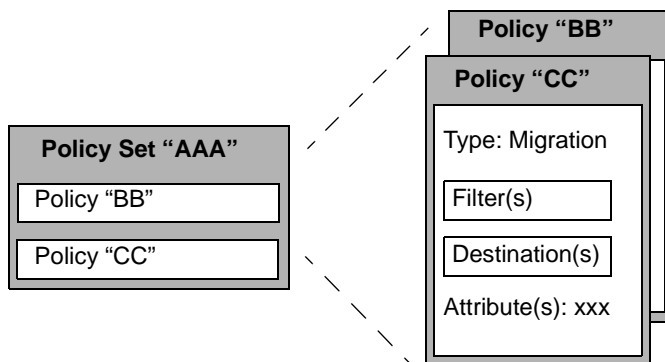 Policy Set “AAA”
Policy “BB”
Policy “CC”
Policy “BB”
Policy “CC”
Type: Migration
Filter(s)
Destination(s)
Attribute(s): xxx